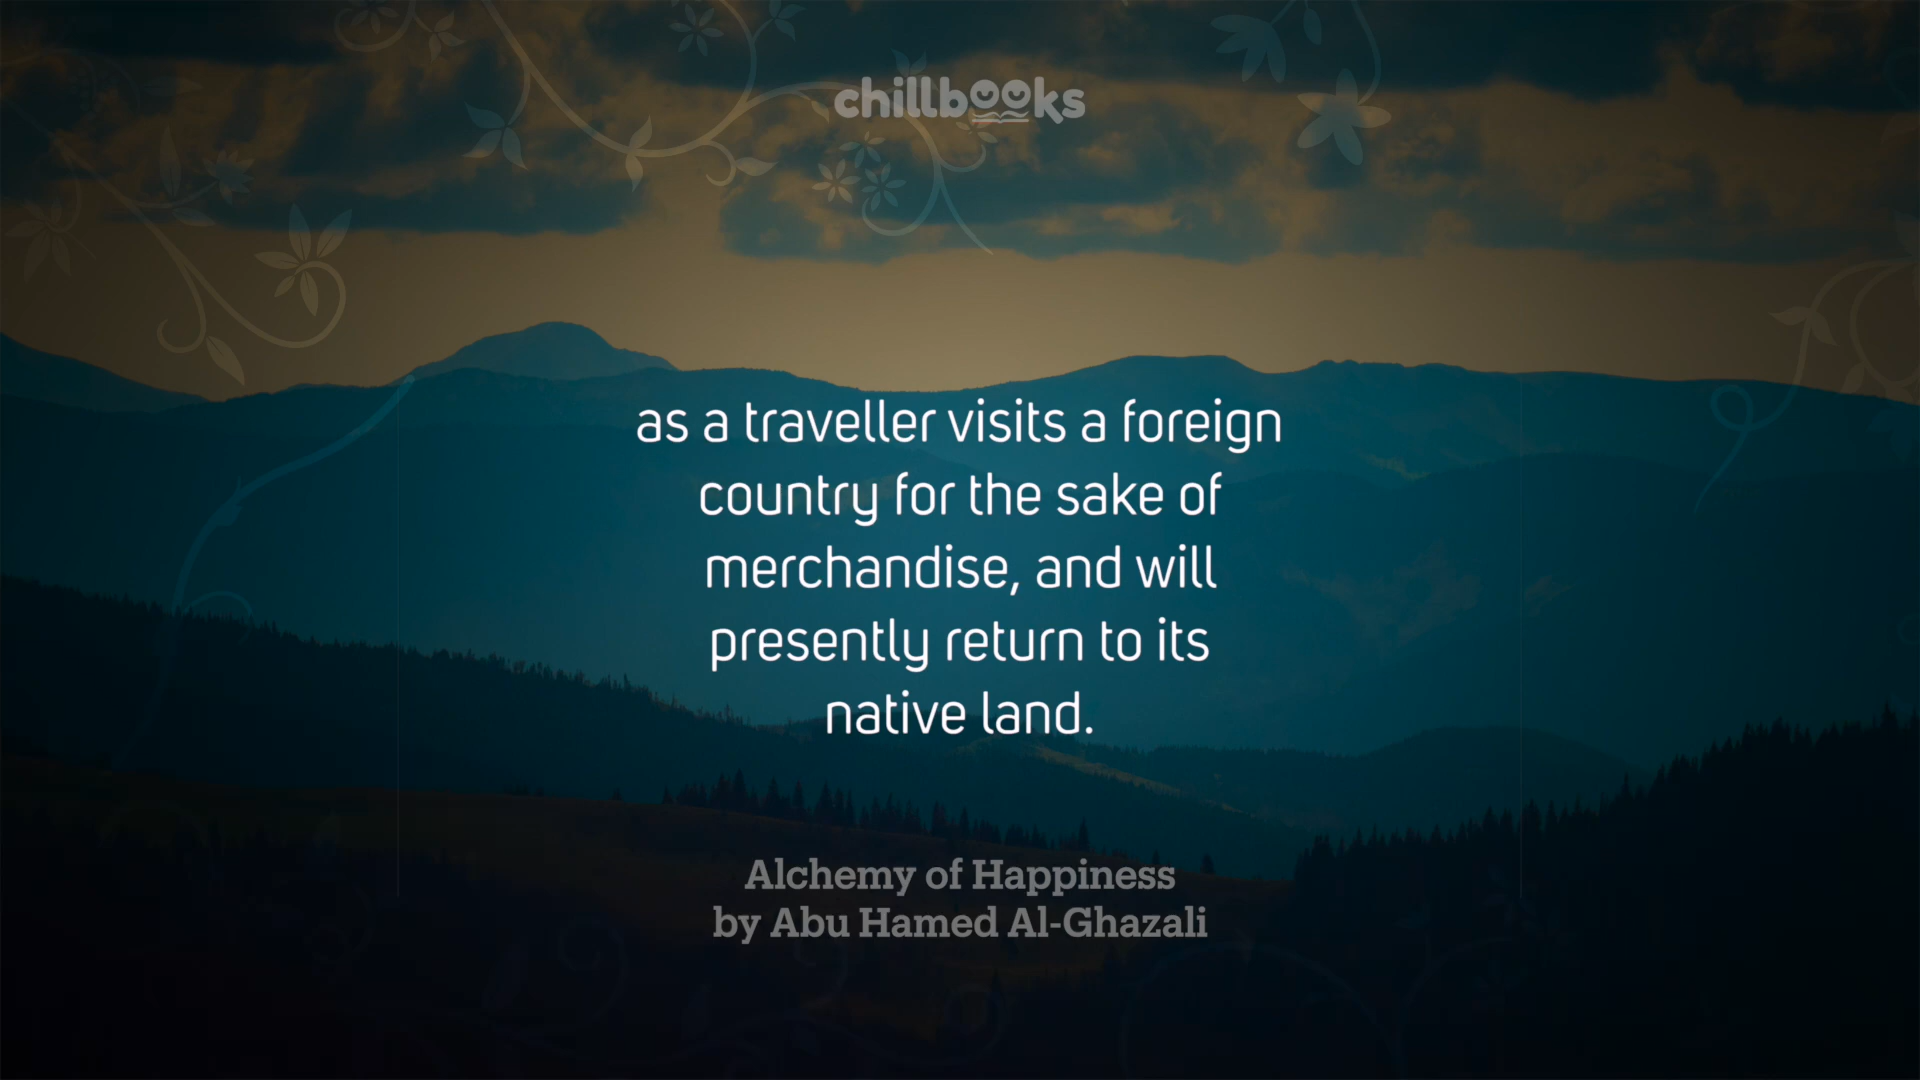 chillbooks
as a traveller visits a foreign
country for the sake of
merchandise, and will
presently return to its
native land.
Alchemy of Happiness
by Abu Hamed Al-Ghazali